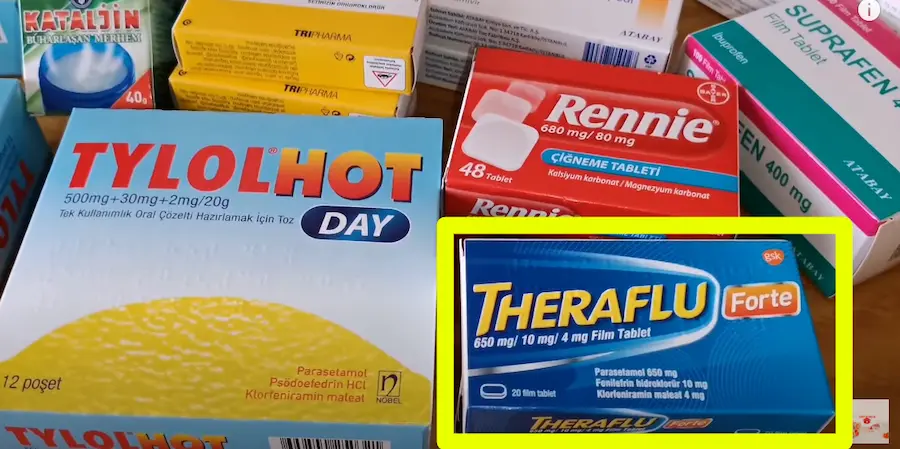 KATALJİN
BUHARLAŞAN MERHEM
40g
TRIPHARMA
TRIPHARMA
ATABAY
TYLOLHOT
500mg+30mg+2mg/20g
Tek Kullanımlık Oral Çözelti Hazırlamak İçin Toz
DAY
12 poşet
Parasetamol
Psödoefedrin HCl
Klorfeniramin maleat
NOBEL
TYLOLHOT
Rennie
680 mg/ 80 mg
BAYER
ÇİĞNEME TABLETİ
48 Tablet
Kalsiyum karbonat / Magnezyum karbonat
Rennie
SUPRAFEN 4
Film Tablet
İbuprofen
FEN 400 mg
ATABAY
ATABAY
gsk
THERAFLU Forte
650 mg/ 10 mg/ 4 mg Film Tablet
Parasetamol 650 mg
Fenilefrin hidroklorür 10 mg
Klorfeniramin maleat 4 mg
20 film tablet
THERAFLU Forte